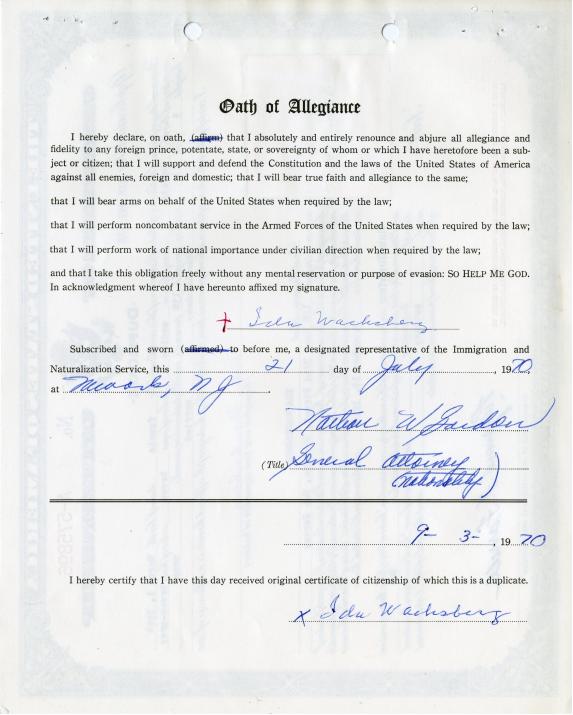 Oath of Allegiance
I hereby declare, on oath, (affirm) that I absolutely and entirely renounce and abjure all allegiance and
fidelity to any foreign prince, potentate, state, or sovereignty of whom or which I have heretofore been a sub-
ject or citizen; that I will support and defend the Constitution and the laws of the United States of America
against all enemies, foreign and domestic; that I will bear true faith and allegiance to the same;
that I will bear arms on behalf of the United States when required by the law;
that I will perform noncombatant service in the Armed Forces of the United States when required by the law;
that I will perform work of national importance under civilian direction when required by the law;
and that I take this obligation freely without any mental reservation or purpose of evasion: SO HELP ME GOD.
In acknowledgment whereof I have hereunto affixed my signature.
+ Ida Wachsberg
Subscribed and sworn (affirmed) to before me, a designated representative of the Immigration and
Naturalization Service, this 21 day of July, 1970.
at Newark, NJ.
Nathan W Gordon
(Title) General Attorney
(Nationality)
9- 3-, 1970
I hereby certify that I have this day received original certificate of citizenship of which this is a duplicate.
x Ida Wachsberg